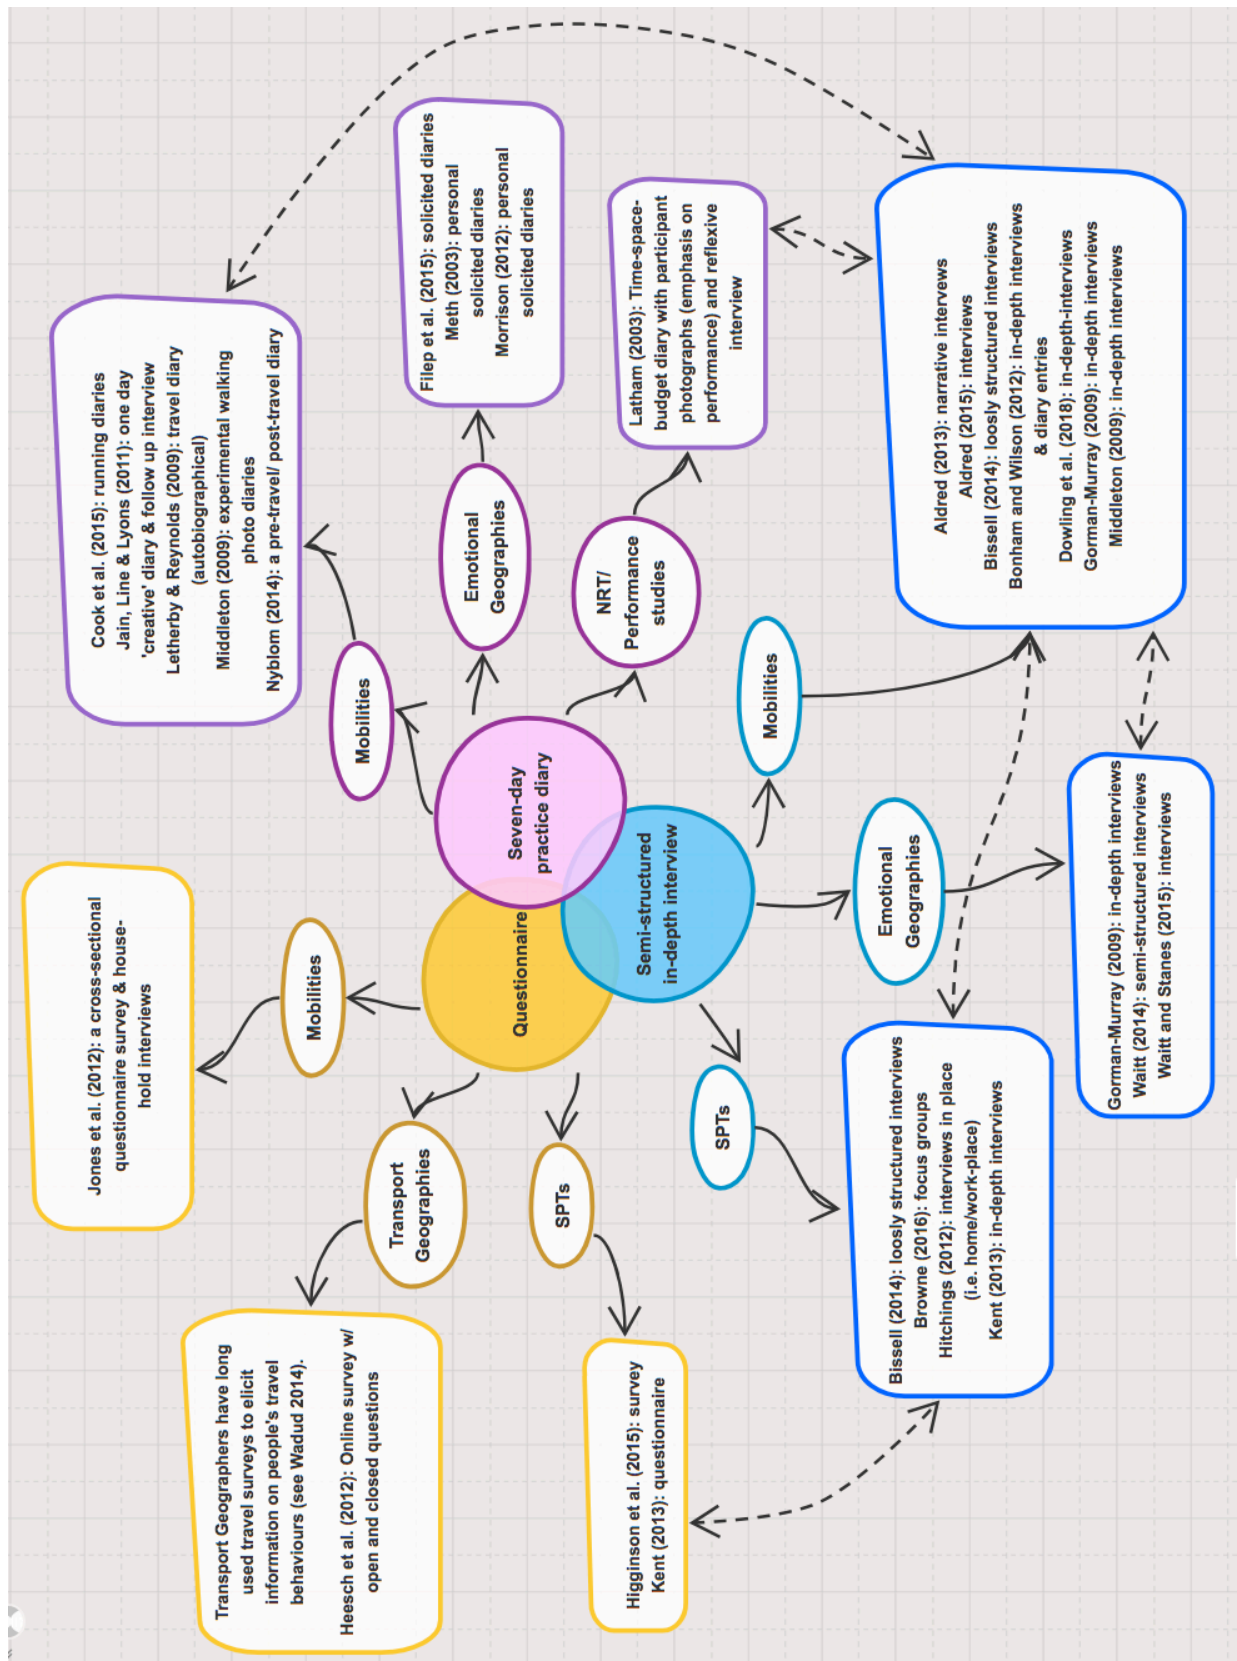 Transport Geographers have long
used travel surveys to elicit
information on people's travel
behaviours (see Wadud 2014).
Heesch et al. (2012): Online survey w/
open and closed questions
Jones et al. (2012): a cross-sectional
questionnaire survey & house-
hold interviews
Cook et al. (2015): running diaries
Jain, Line & Lyons (2011): one day
'creative' diary & follow up interview
Letherby & Reynolds (2009): travel diary
(autobiographical)
Middleton (2009): experimental walking
photo diaries
Nyblom (2014): a pre-travel/ post-travel diary
Transport
Geographies
Mobilities
Mobilities
Filep et al. (2015): solicited diaries
Meth (2003): personal
solicited diaries
Morrison (2012): personal
solicited diaries
SPTs
Questionnaire
Seven-day
practice diary
Emotional
Geographies
Higginson et al. (2015): survey
Kent (2013): questionnaire
Semi-structured
in-depth interview
NRT/
Performance
studies
Latham (2003): Time-space-
budget diary with participant
photographs (emphasis on
performance) and reflexive
interview
SPTs
Emotional
Geographies
Mobilities
Bissell (2014): loosly structured interviews
Browne (2016): focus groups
Hitchings (2012): interviews in place
(i.e. home/work-place)
Kent (2013): in-depth interviews
Aldred (2013): narrative intervews
Aldred (2015): interviews
Bissell (2014): loosly structured interviews
Bonham and Wilson (2012): in-depth interviews
& diary entries
Dowling et al. (2018): in-depth-interviews
Gorman-Murray (2009): in-depth interviews
Middleton (2009): in-depth interviews
Gorman-Murray (2009): in-depth interviews
Waitt (2014): semi-structured interviews
Waitt and Stanes (2015): interviews